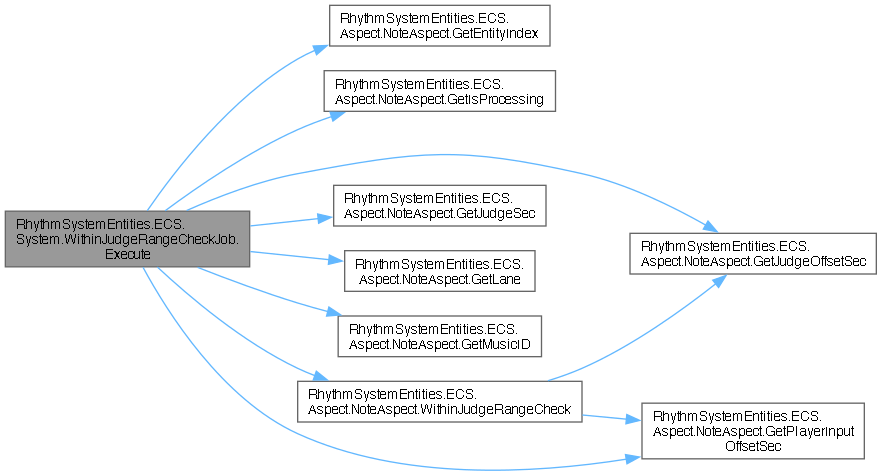 RhythmSystemEntities.ECS.
System.WithinJudgeRangeCheckJob.
Execute
RhythmSystemEntities.ECS.
Aspect.NoteAspect.GetEntityIndex
RhythmSystemEntities.ECS.
Aspect.NoteAspect.GetIsProcessing
RhythmSystemEntities.ECS.
Aspect.NoteAspect.GetJudgeSec
RhythmSystemEntities.ECS.
Aspect.NoteAspect.GetLane
RhythmSystemEntities.ECS.
Aspect.NoteAspect.GetMusicID
RhythmSystemEntities.ECS.
Aspect.NoteAspect.WithinJudgeRangeCheck
RhythmSystemEntities.ECS.
Aspect.NoteAspect.GetJudgeOffsetSec
RhythmSystemEntities.ECS.
Aspect.NoteAspect.GetPlayerInput
OffsetSec